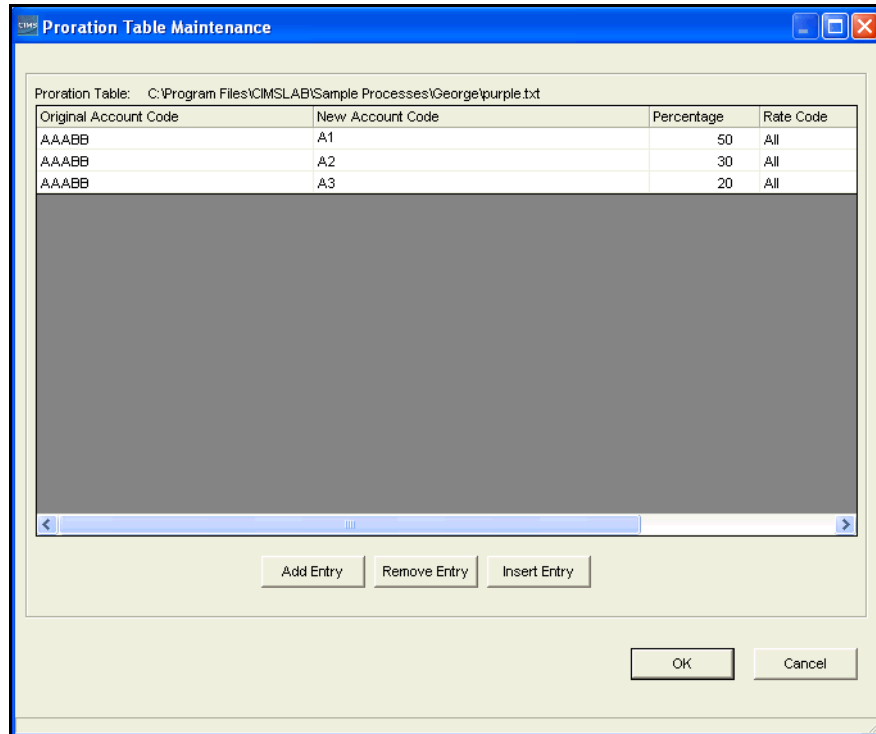 CIMS Proration Table Maintenance
Proration Table: C:\Program Files\CIMSLAB\Sample Processes\George\purple.txt
Original Account Code New Account Code Percentage Rate Code
AAABB A1 50 All
AAABB A2 30 All
AAABB A3 20 All
Add Entry Remove Entry Insert Entry
OK Cancel